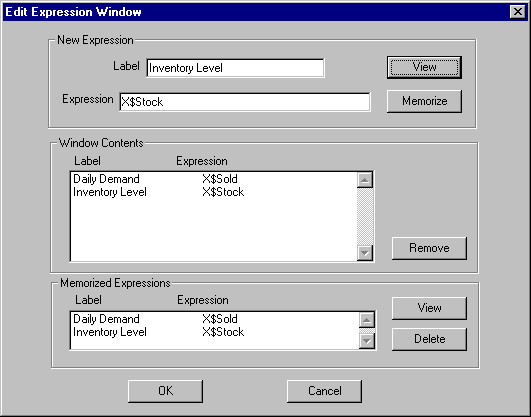 Edit Expression Window
New Expression
Label Inventory Level View
Expression X$Stock Memorize
Window Contents
Label Expression
Daily Demand X$Sold
Inventory Level X$Stock
Remove
Memorized Expressions
Label Expression View
Daily Demand X$Sold
Inventory Level X$Stock
Delete
OK Cancel